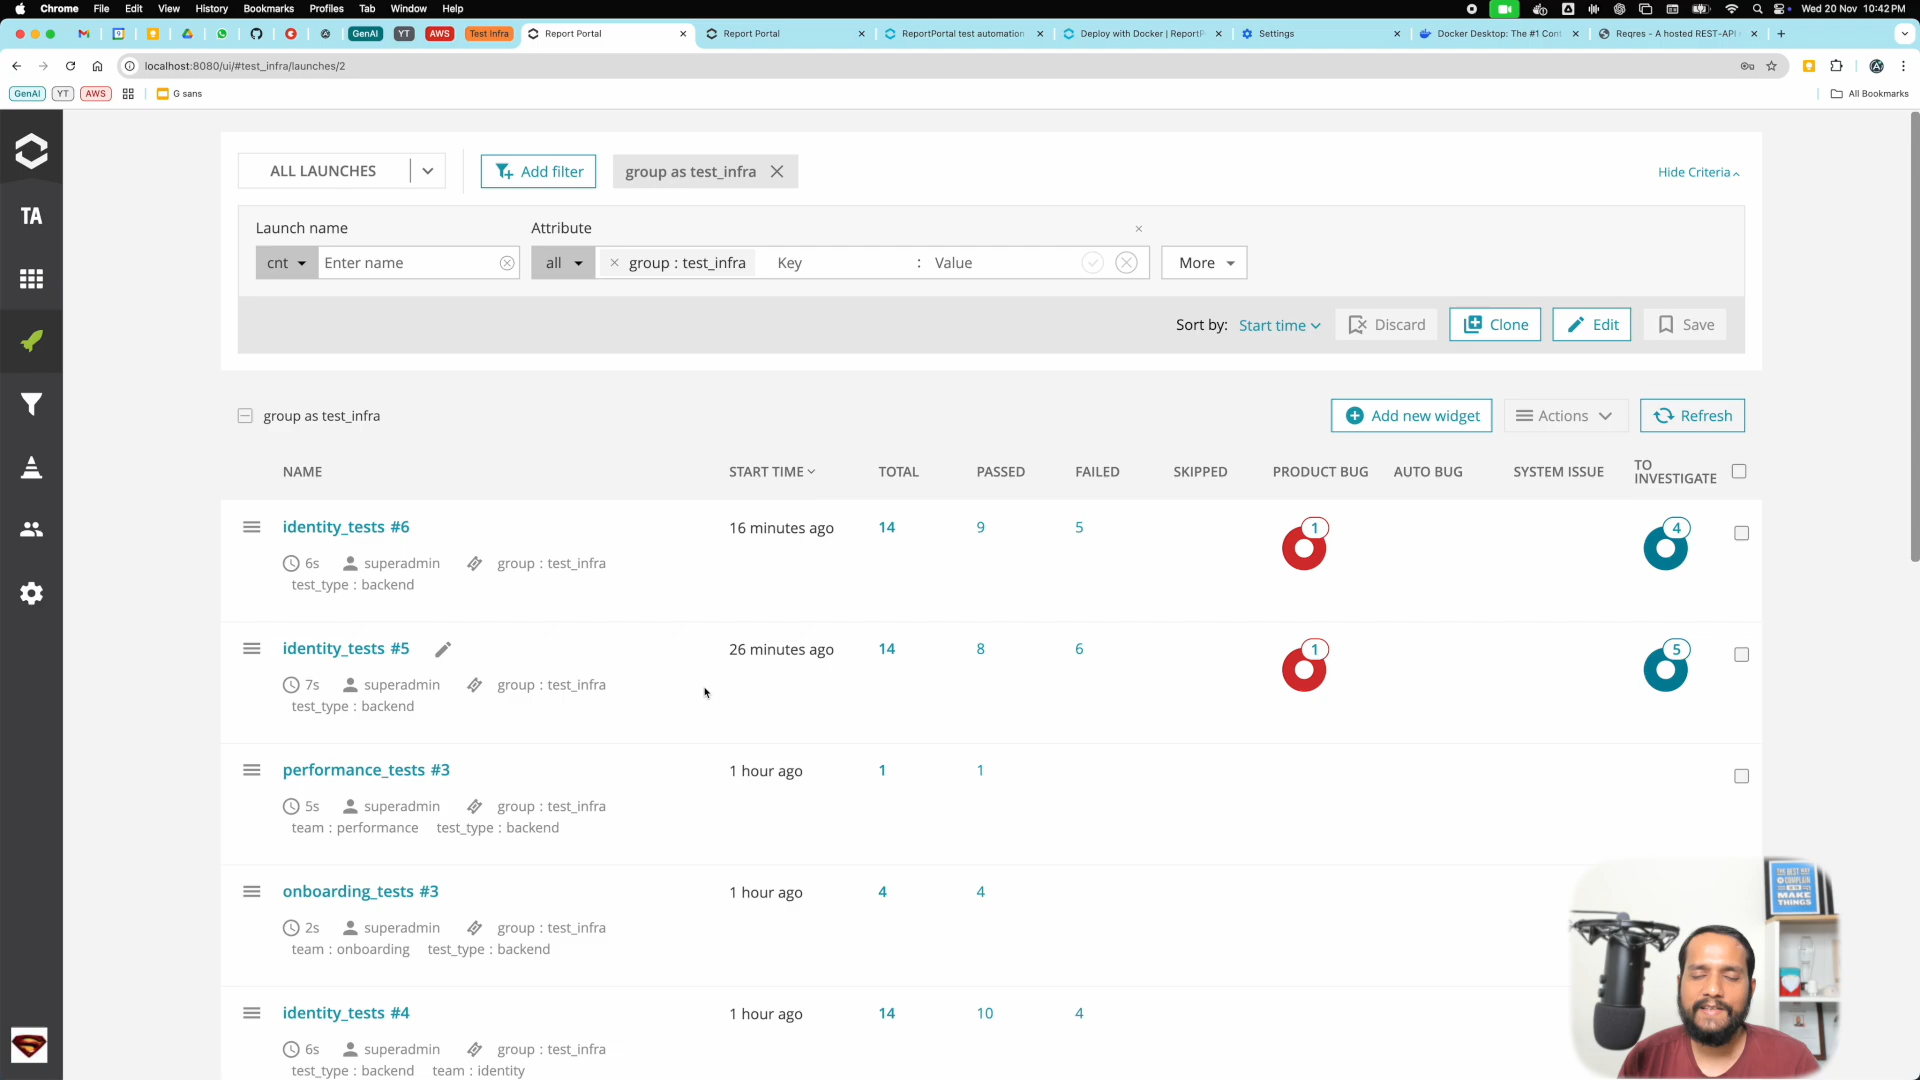 Chrome File Edit View History Bookmarks Profiles Tab Window Help Wed 20 Nov 10:42 PM
GenAI YT AWS Test Infra Report Portal Report Portal ReportPortal test automation Deploy with Docker | ReportP Settings Docker Desktop: The #1 Cont Reqres - A hosted REST-API
localhost:8080/ui/#test_infra/launches/2
GenAI YT AWS G sans All Bookmarks
ALL LAUNCHES Add filter group as test_infra Hide Criteria
Launch name Attribute
cnt Enter name all group : test_infra Key : Value More
Sort by: Start time Discard Clone Edit Save
TA
group as test_infra Add new widget Actions Refresh
NAME START TIME TOTAL PASSED FAILED SKIPPED PRODUCT BUG AUTO BUG SYSTEM ISSUE TO INVESTIGATE
identity_tests #6 16 minutes ago 14 9 5 1 4
6s superadmin group : test_infra
test_type : backend
identity_tests #5 26 minutes ago 14 8 6 1 5
7s superadmin group : test_infra
test_type : backend
performance_tests #3 1 hour ago 1 1
5s superadmin group : test_infra
team : performance test_type : backend
onboarding_tests #3 1 hour ago 4 4
2s superadmin group : test_infra
team : onboarding test_type : backend
identity_tests #4 1 hour ago 14 10 4
6s superadmin group : test_infra
test_type : backend team : identity
THE BEST WAY
TO COMPLAIN
IS TO
MAKE
THINGS